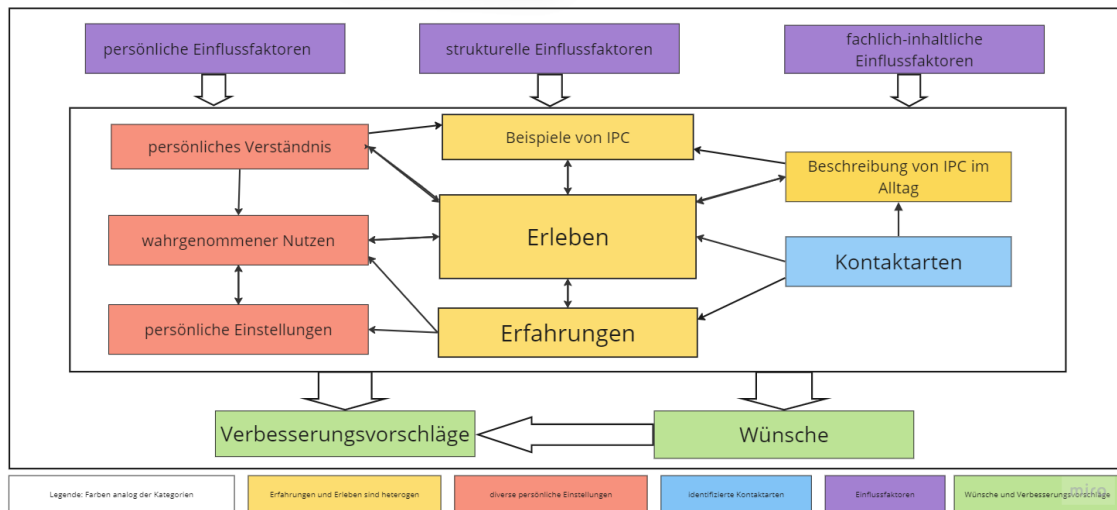 persönliche Einflussfaktoren
strukturelle Einflussfaktoren
fachlich-inhaltliche
Einflussfaktoren
persönliches Verständnis
Beispiele von IPC
Beschreibung von IPC im
Alltag
wahrgenommener Nutzen
Erleben
Kontaktarten
persönliche Einstellungen
Erfahrungen
Verbesserungsvorschläge
Wünsche
Legende: Farben analog der Kategorien
Erfahrungen und Erleben sind heterogen
diverse persönliche Einstellungen
identifizierte Kontaktarten
Einflussfaktoren
Wünsche und Verbesserungsvorschläge
miro